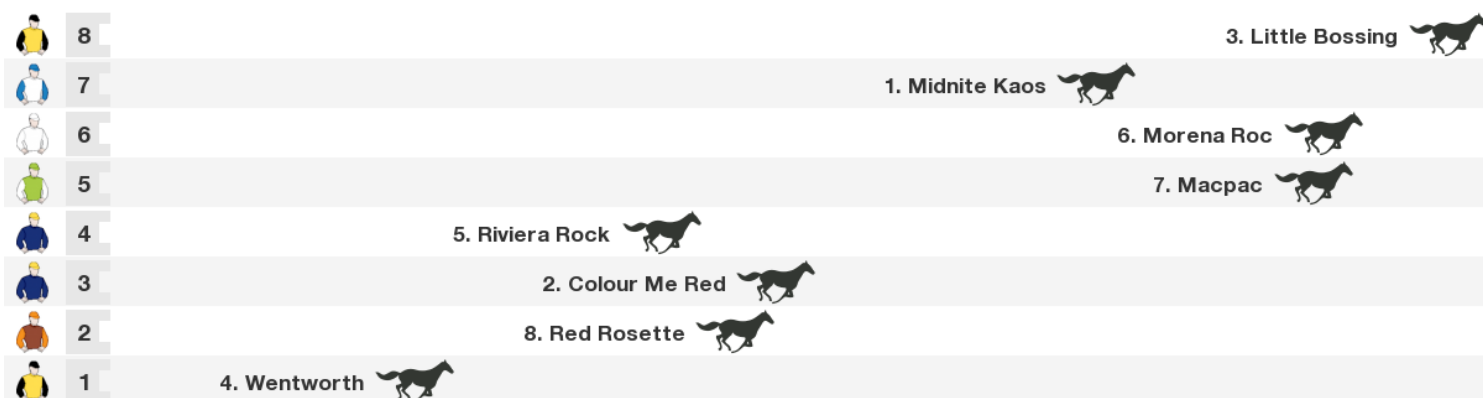 8 3. Little Bossing
7 1. Midnite Kaos
6 6. Morena Roc
5 7. Macpac
4 5. Riviera Rock
3 2. Colour Me Red
2 8. Red Rosette
1 4. Wentworth